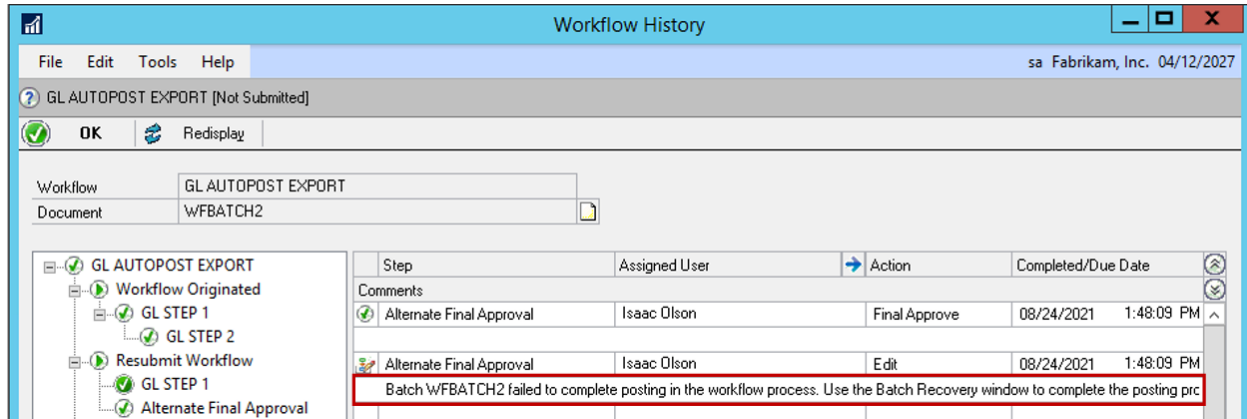 Workflow History
File Edit Tools Help sa Fabrikam, Inc. 04/12/2027
GL AUTOPOST EXPORT [Not Submitted]
OK Redisplay
Workflow GL AUTOPOST EXPORT
Document WFBATCH2
GL AUTOPOST EXPORT
Workflow Originated
GL STEP 1
GL STEP 2
Resubmit Workflow
GL STEP 1
Alternate Final Approval
Step Assigned User Action Completed/Due Date
Comments
Alternate Final Approval Isaac Olson Final Approve 08/24/2021 1:48:09 PM
Alternate Final Approval Isaac Olson Edit 08/24/2021 1:48:09 PM
Batch WFBATCH2 failed to complete posting in the workflow process. Use the Batch Recovery window to complete the posting prc